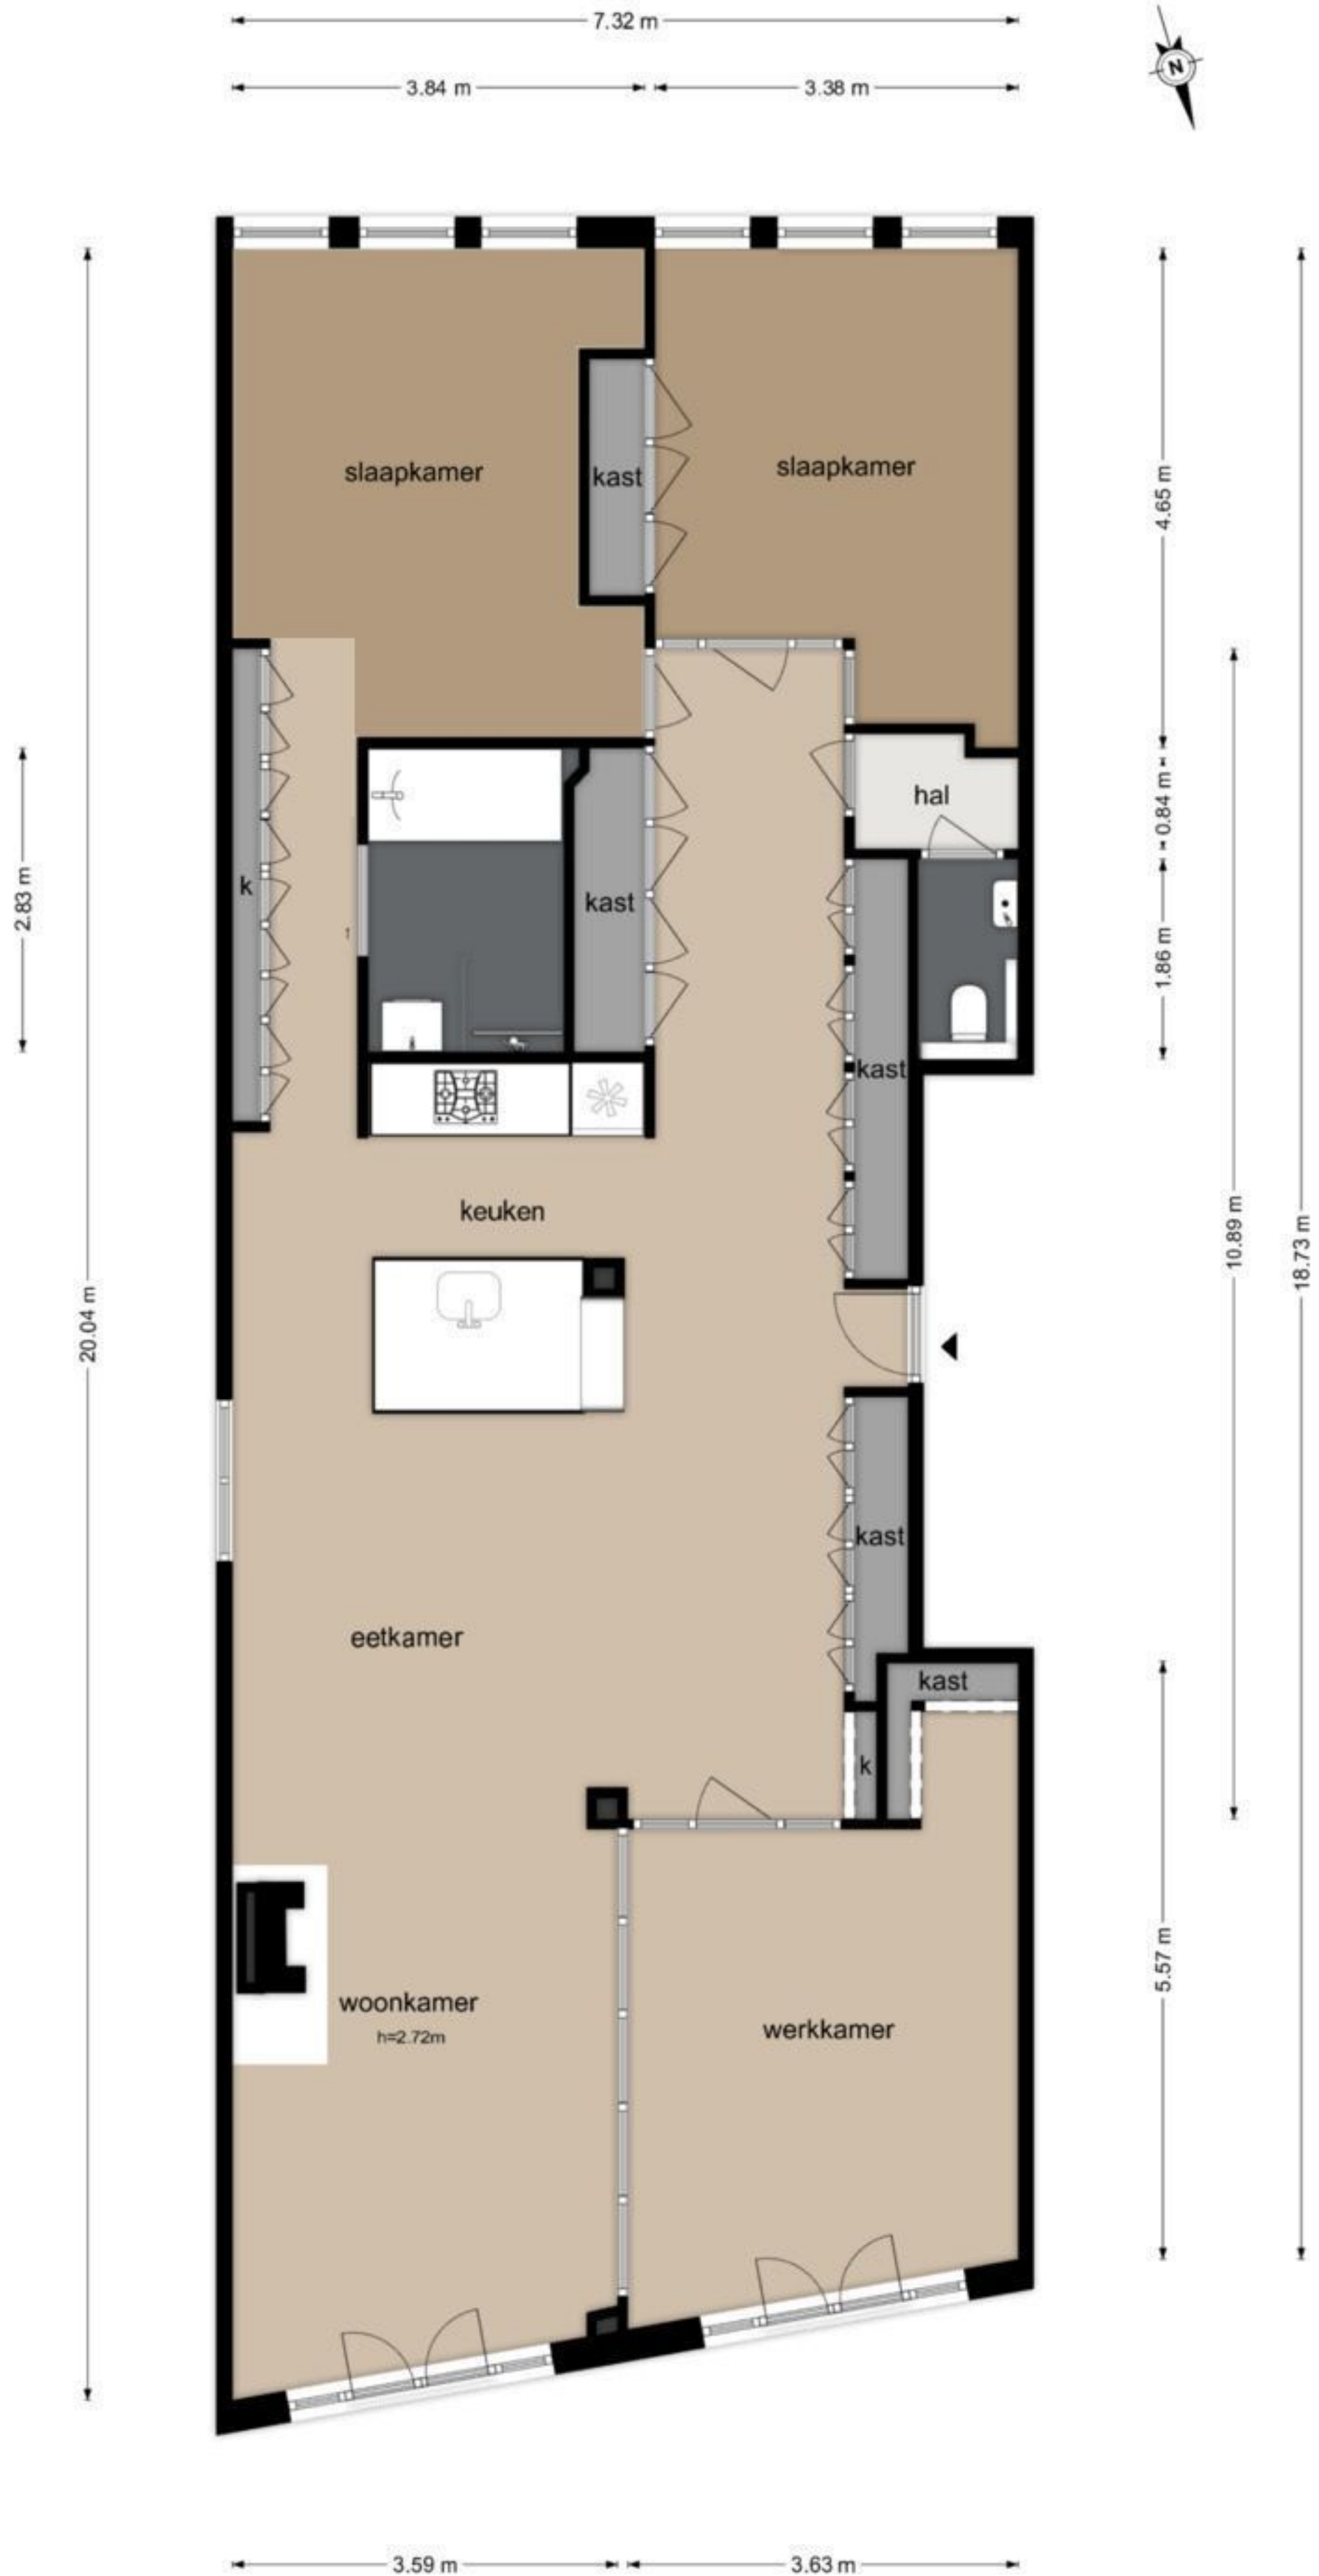 7.32 m
3.84 m
3.38 m
N
slaapkamer
kast
slaapkamer
4.65 m
hal
0.84 m
k
kast
2.83 m
1.86 m
kast
keuken
10.89 m
18.73 m
20.04 m
kast
eetkamer
kast
k
woonkamer
h=2.72m
werkkamer
5.57 m
3.59 m
3.63 m